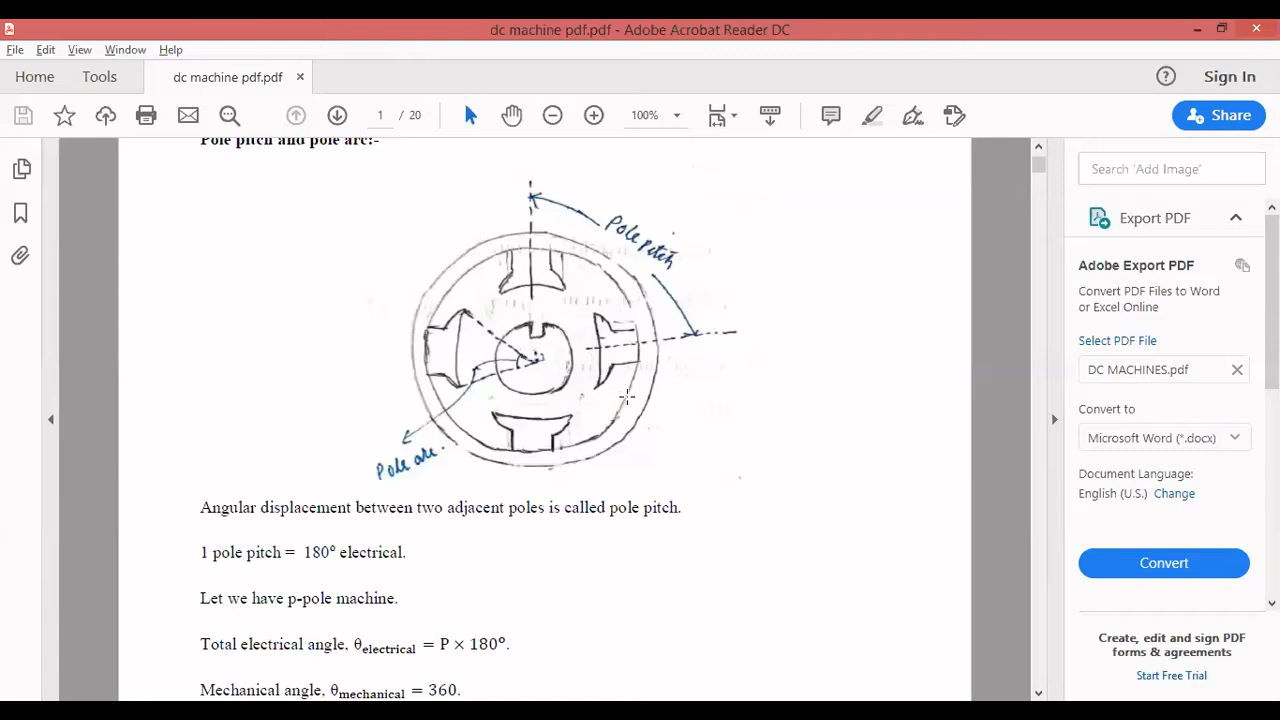 dc machine pdf.pdf - Adobe Acrobat Reader DC
File Edit View Window Help
Home Tools dc machine pdf.pdf × Sign In
1 / 20 100% Share
Pole pitch and pole arc:-
Pole pitch
Pole arc.
Angular displacement between two adjacent poles is called pole pitch.
1 pole pitch = 180° electrical.
Let we have p-pole machine.
Total electrical angle, θelectrical = P × 180°.
Mechanical angle, θmechanical = 360.
Search 'Add Image'
Export PDF
Adobe Export PDF
Convert PDF Files to Word
or Excel Online
Select PDF File
DC MACHINES.pdf
Convert to
Microsoft Word (*.docx)
Document Language:
English (U.S.) Change
Convert
Create, edit and sign PDF
forms & agreements
Start Free Trial